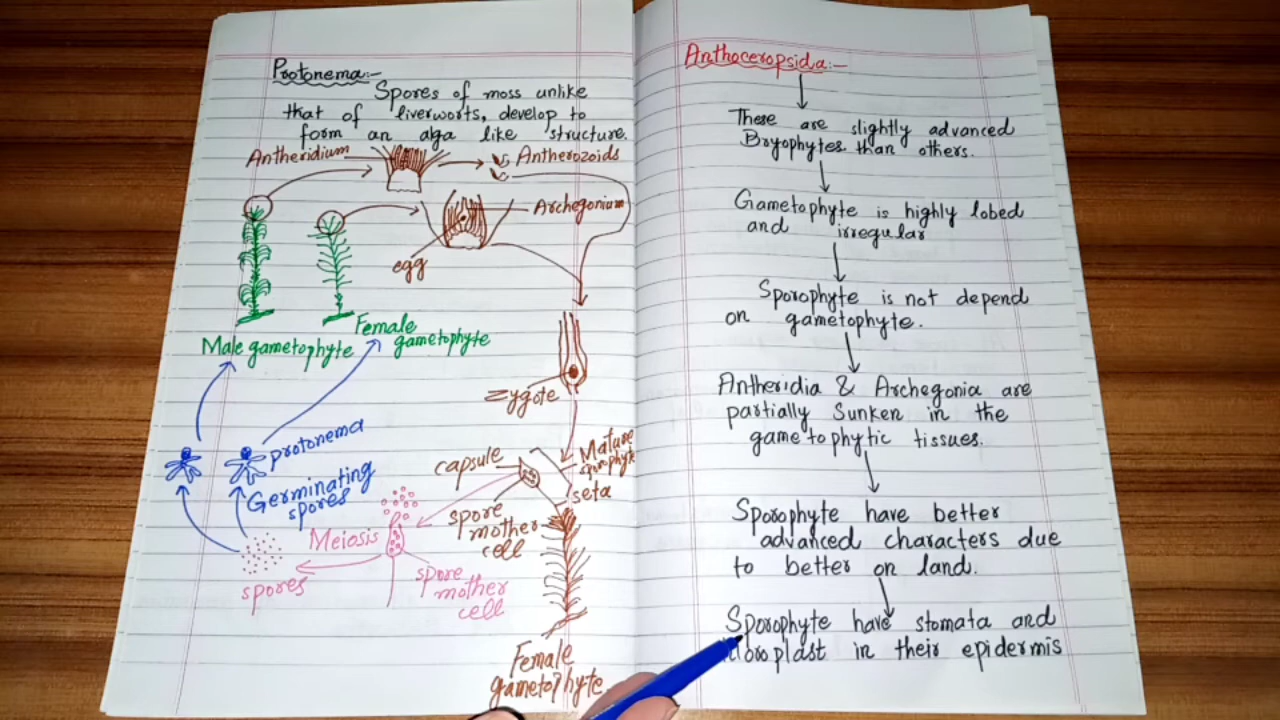 Protonema:-
Spores of moss unlike
that of liverworts, develop to
form an alga like structure.
Antheridium
Antherozoids
Archegonium
egg
Male gametophyte
Female
gametophyte
zygote
protonema
Germinating
spores
capsule
Mature
sporophyte
seta
spore
mother
cell
Meiosis
spores
spore
mother
cell
Female
gametophyte
Anthoceropsida:-
These are slightly advanced
Bryophytes than others.
Gametophyte is highly lobed
and irregular
Sporophyte is not depend
on gametophyte.
Antheridia & Archegonia are
partially Sunken in the
gametophytic tissues.
Sporophyte have better
advanced characters due
to better on land.
Sporophyte have stomata and
chloroplast in their epidermis